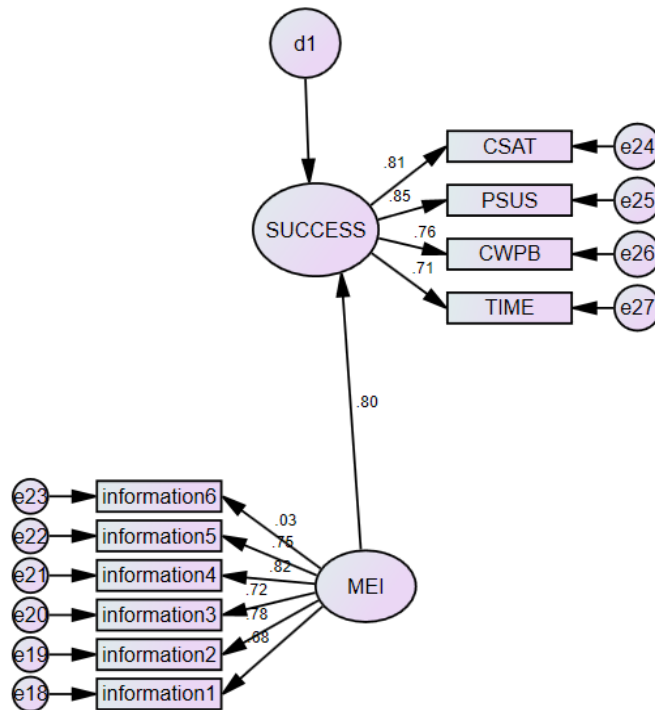 d1
CSAT
e24
.81
PSUS
e25
.85
SUCCESS
CWPB
e26
.76
.71
TIME
e27
.80
e23
information6
.03
e22
information5
.75
e21
information4
.82
MEI
e20
information3
.72
.78
e19
information2
.68
e18
information1